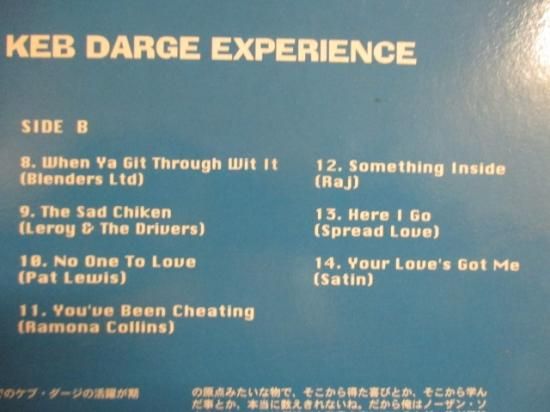 KEB DARGE EXPERIENCE
SIDE B
8. When Ya Git Through Wit It
(Blenders Ltd)
9. The Sad Chiken
(Leroy & The Drivers)
10. No One To Love
(Pat Lewis)
11. You've Been Cheating
(Ramona Collins)
12. Something Inside
(Raj)
13. Here I Go
(Spread Love)
14. Your Love's Got Me
(Satin)
でのケブ・ダージの活躍が期
の原点みたいな物で、そこから得た喜びとか、そこから学ん
だ事とか、本当に数えきれないね。だから俺はノーザン・ソ